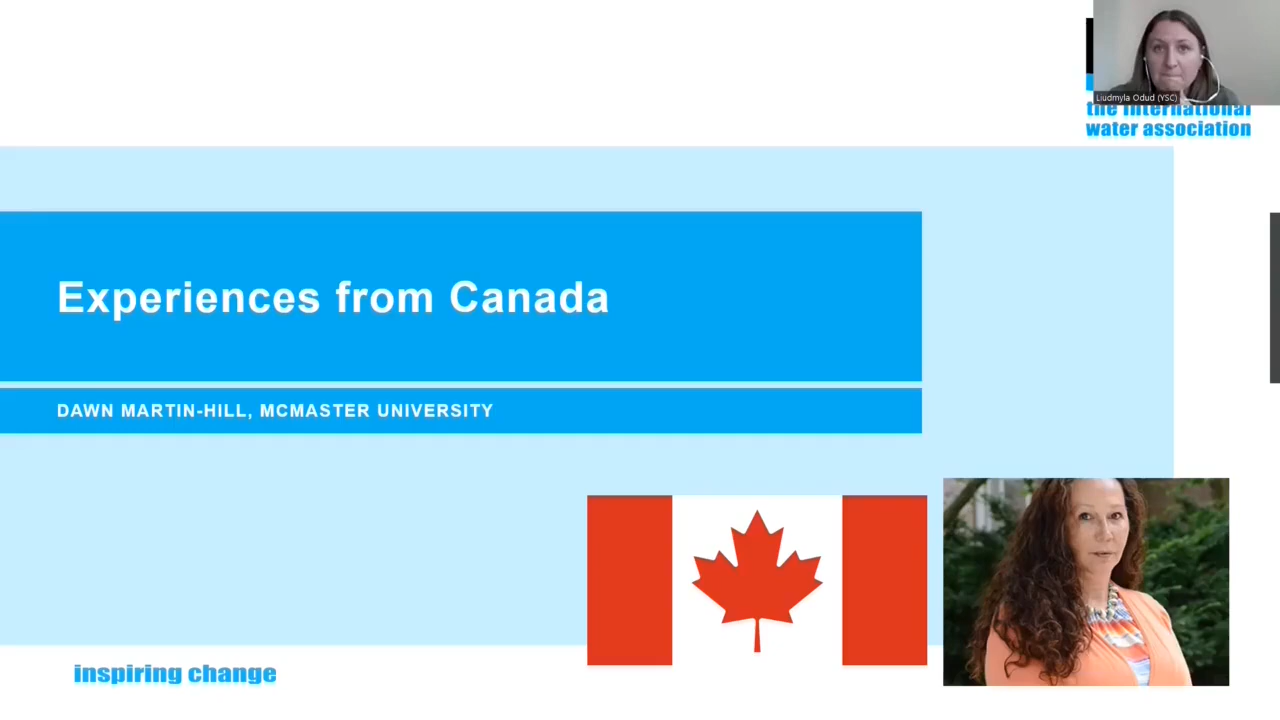 Liudmyla Odud (YSC)
the international
water association
Experiences from Canada
DAWN MARTIN-HILL, MCMASTER UNIVERSITY
inspiring change